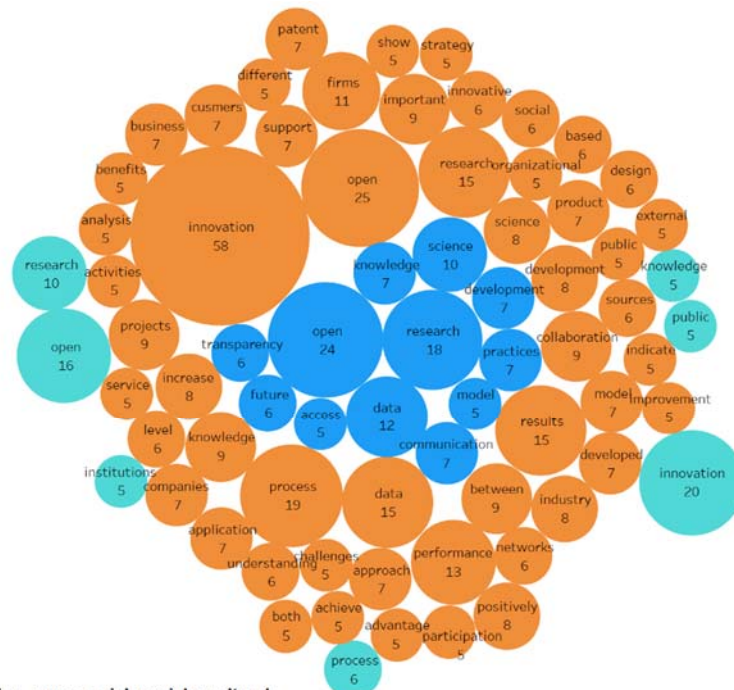 patent
7
show
5
strategy
5
different
5
firms
11
important
9
innovative
6
cusmers
7
support
7
social
6
business
7
based
6
benefits
5
open
25
research
15
organizational
5
design
6
innovation
58
product
7
analysis
5
science
8
external
5
science
10
public
5
research
10
activities
5
knowledge
7
development
8
knowledge
5
development
7
sources
6
public
5
projects
9
open
24
research
18
collaboration
9
open
16
transparency
6
practices
7
indicate
5
service
5
increase
8
future
6
data
12
model
5
model
7
improvement
5
access
5
results
15
level
6
knowledge
9
communication
7
developed
7
innovation
20
institutions
5
companies
7
process
19
data
15
between
9
industry
8
application
7
understanding
6
challenges
5
approach
7
performance
13
networks
6
both
5
achieve
5
advantage
5
participation
5
positively
8
process
6